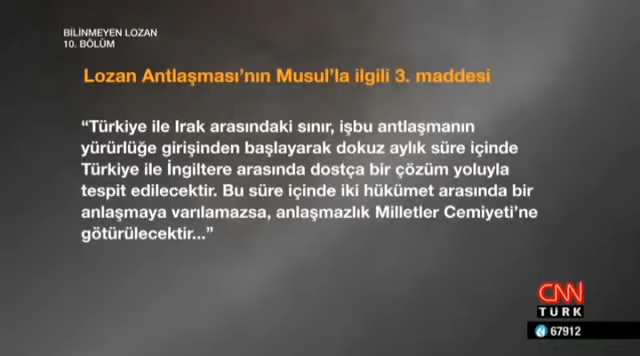 BİLİNMEYEN LOZAN
10. BÖLÜM
Lozan Antlaşması’nın Musul’la ilgili 3. maddesi
“Türkiye ile Irak arasındaki sınır, işbu antlaşmanın
yürürlüğe girişinden başlayarak dokuz aylık süre içinde
Türkiye ile İngiltere arasında dostça bir çözüm yoluyla
tespit edilecektir. Bu süre içinde iki hükümet arasında bir
anlaşmaya varılamazsa, anlaşmazlık Milletler Cemiyeti’ne
götürülecektir...”
CNN
TÜRK
67912